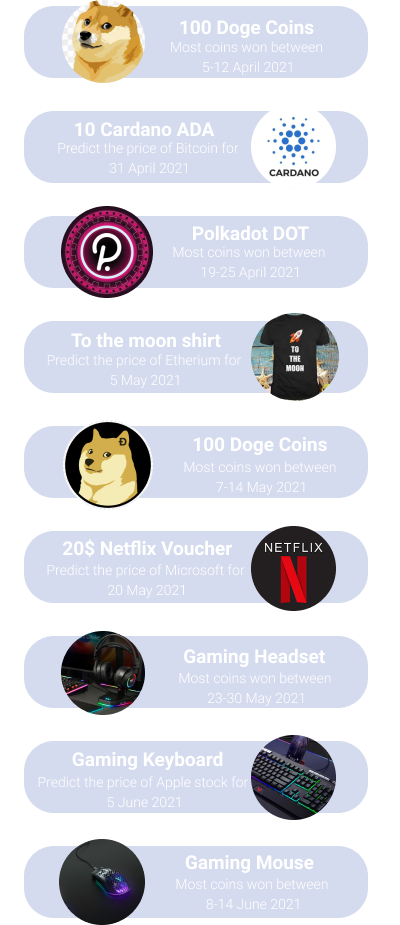 100 Doge Coins
Most coins won between
5-12 April 2021
10 Cardano ADA
Predict the price of Bitcoin for
31 April 2021
CARDANO
Polkadot DOT
Most coins won between
19-25 April 2021
To the moon shirt
Predict the price of Etherium for
5 May 2021
TO
THE
MOON
100 Doge Coins
Most coins won between
7-14 May 2021
20$ Netflix Voucher
Predict the price of Microsoft for
20 May 2021
NETFLIX
Gaming Headset
Most coins won between
23-30 May 2021
Gaming Keyboard
Predict the price of Apple stock for
5 June 2021
Gaming Mouse
Most coins won between
8-14 June 2021